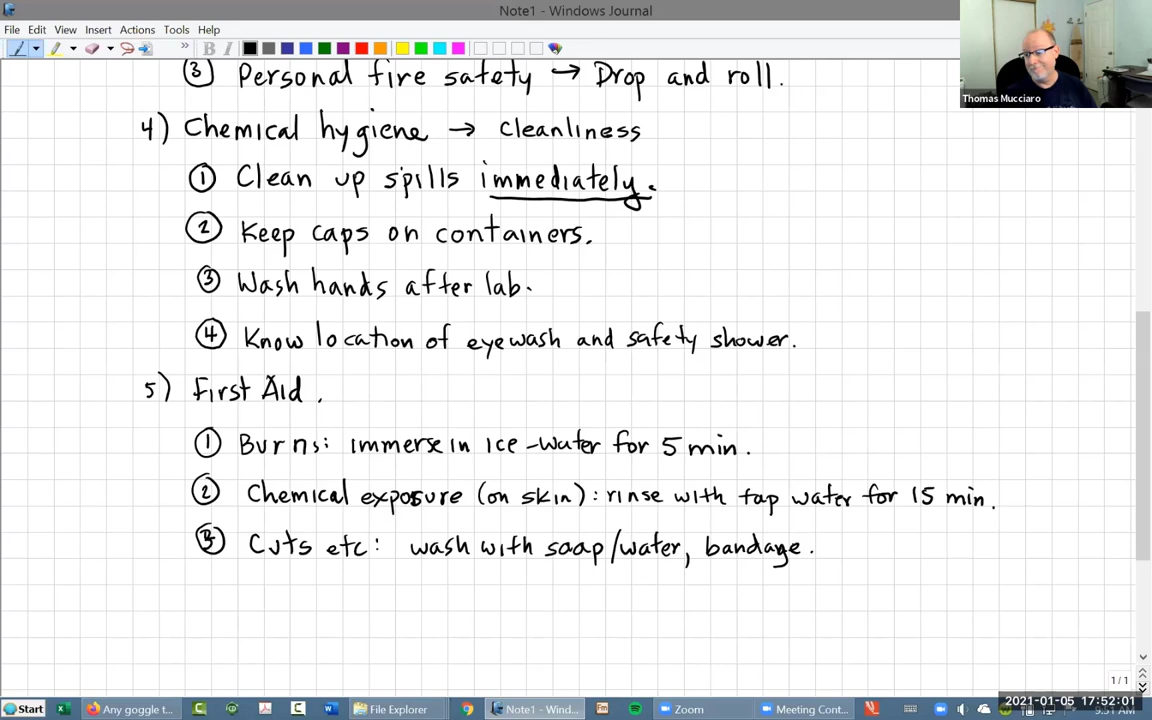 Note1 - Windows Journal
File Edit View Insert Actions Tools Help
Thomas Mucciaro
③ Personal fire safety → Drop and roll.
4) Chemical hygiene → cleanliness
① Clean up spills immediately.
② Keep caps on containers.
③ Wash hands after lab.
④ Know location of eyewash and safety shower.
5) First Aid.
① Burns: immerse in ice-water for 5 min.
② Chemical exposure (on skin): rinse with tap water for 15 min.
③ Cuts etc: wash with soap/water, bandage.
1/1
Start Any goggle t... File Explorer Note1 - Wind... Zoom Meeting Cont...
2021-01-05 17:52:01